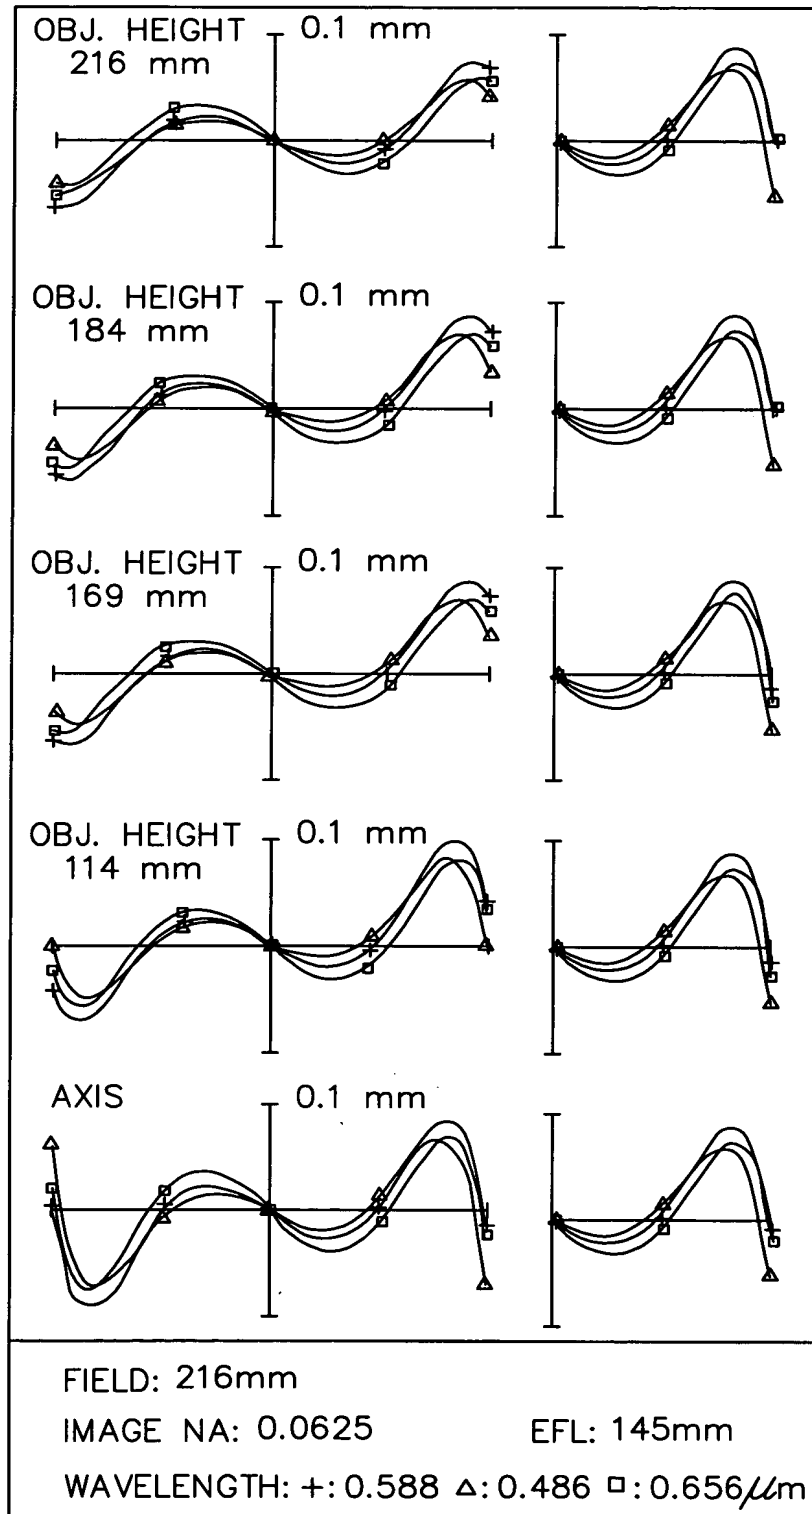 OBJ. HEIGHT 0.1 mm
216 mm
OBJ. HEIGHT 0.1 mm
184 mm
OBJ. HEIGHT 0.1 mm
169 mm
OBJ. HEIGHT 0.1 mm
114 mm
AXIS 0.1 mm
FIELD: 216mm
IMAGE NA: 0.0625 EFL: 145mm
WAVELENGTH: +: 0.588 △: 0.486 □: 0.656μm